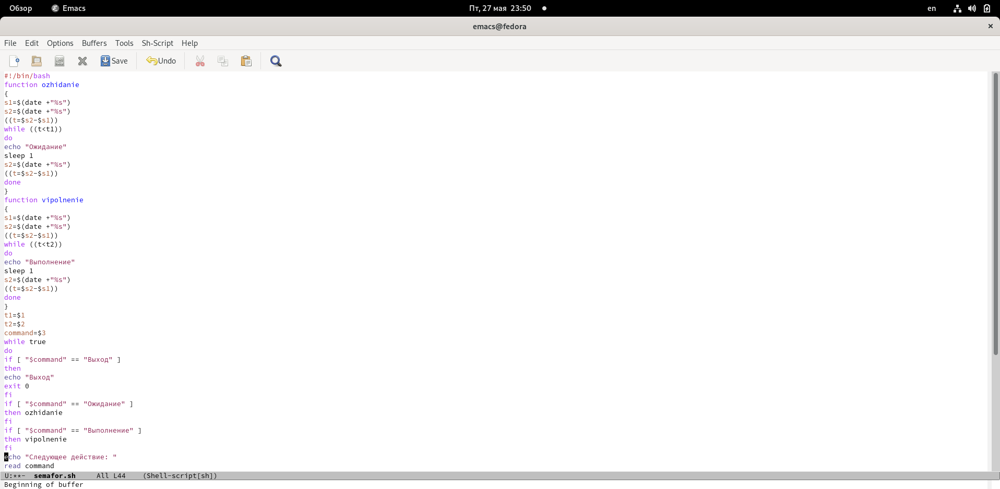 Обзор Emacs Пт, 27 мая 23:50 en
emacs@fedora
File Edit Options Buffers Tools Sh-Script Help
Save Undo
#!/bin/bash
function ozhidanie
{
s1=$(date +"%s")
s2=$(date +"%s")
((t=$s2-$s1))
while ((t<t1))
do
echo "Ожидание"
sleep 1
s2=$(date +"%s")
((t=$s2-$s1))
done
}
function vipolnenie
{
s1=$(date +"%s")
s2=$(date +"%s")
((t=$s2-$s1))
while ((t<t2))
do
echo "Выполнение"
sleep 1
s2=$(date +"%s")
((t=$s2-$s1))
done
}
t1=$1
t2=$2
command=$3
while true
do
if [ "$command" == "Выход" ]
then
echo "Выход"
exit 0
fi
if [ "$command" == "Ожидание" ]
then ozhidanie
fi
if [ "$command" == "Выполнение" ]
then vipolnenie
fi
echo "Следующее действие: "
read command
U:**- semafor.sh All L44 (Shell-script[sh])
Beginning of buffer